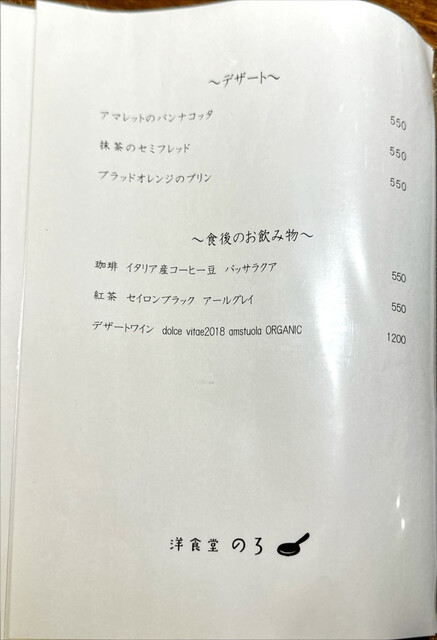 ～デザート～
アマレットのパンナコッタ 550
抹茶のセミフレッド 550
ブラッドオレンジのプリン 550
～食後のお飲み物～
珈琲 イタリア産コーヒー豆 パッサラクア 550
紅茶 セイロンブラック アールグレイ 550
デザートワイン dolce vitae2018 amstuola ORGANIC 1200
洋食堂 のろ